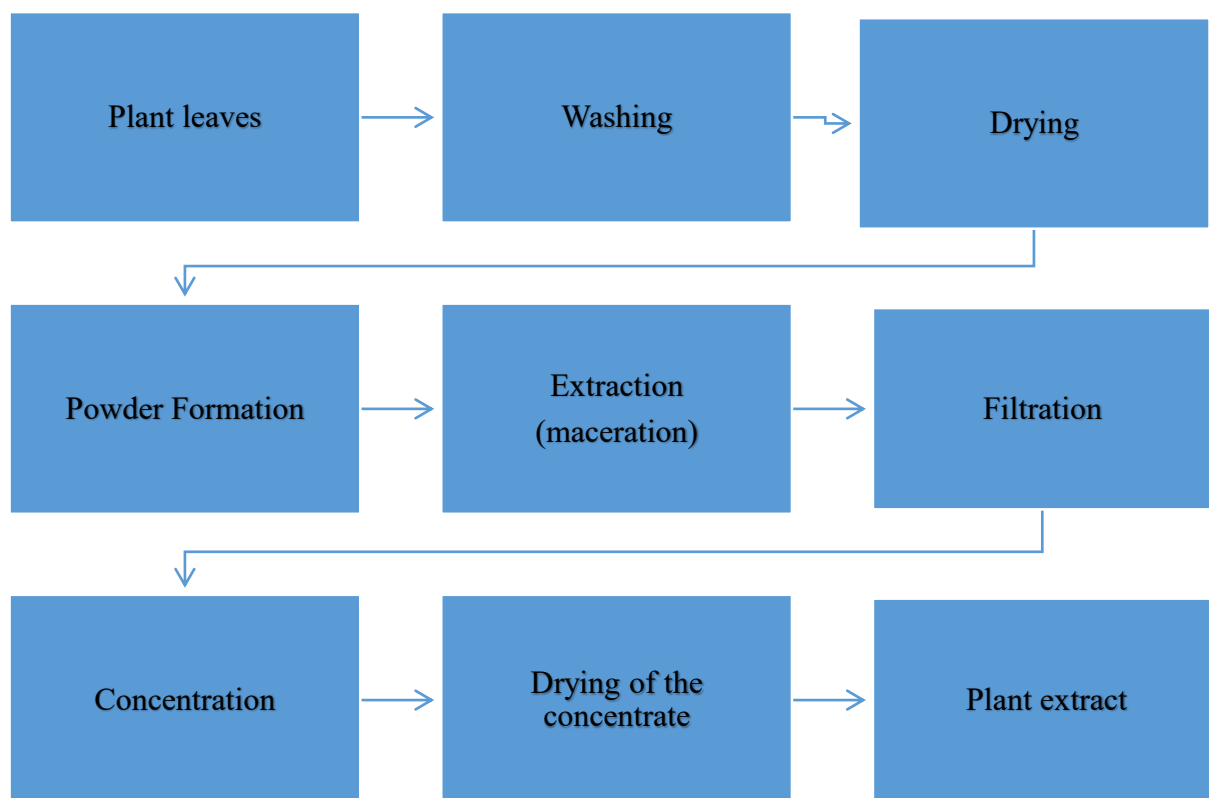 Plant leaves
Washing
Drying
Powder Formation
Extraction
(maceration)
Filtration
Concentration
Drying of the
concentrate
Plant extract